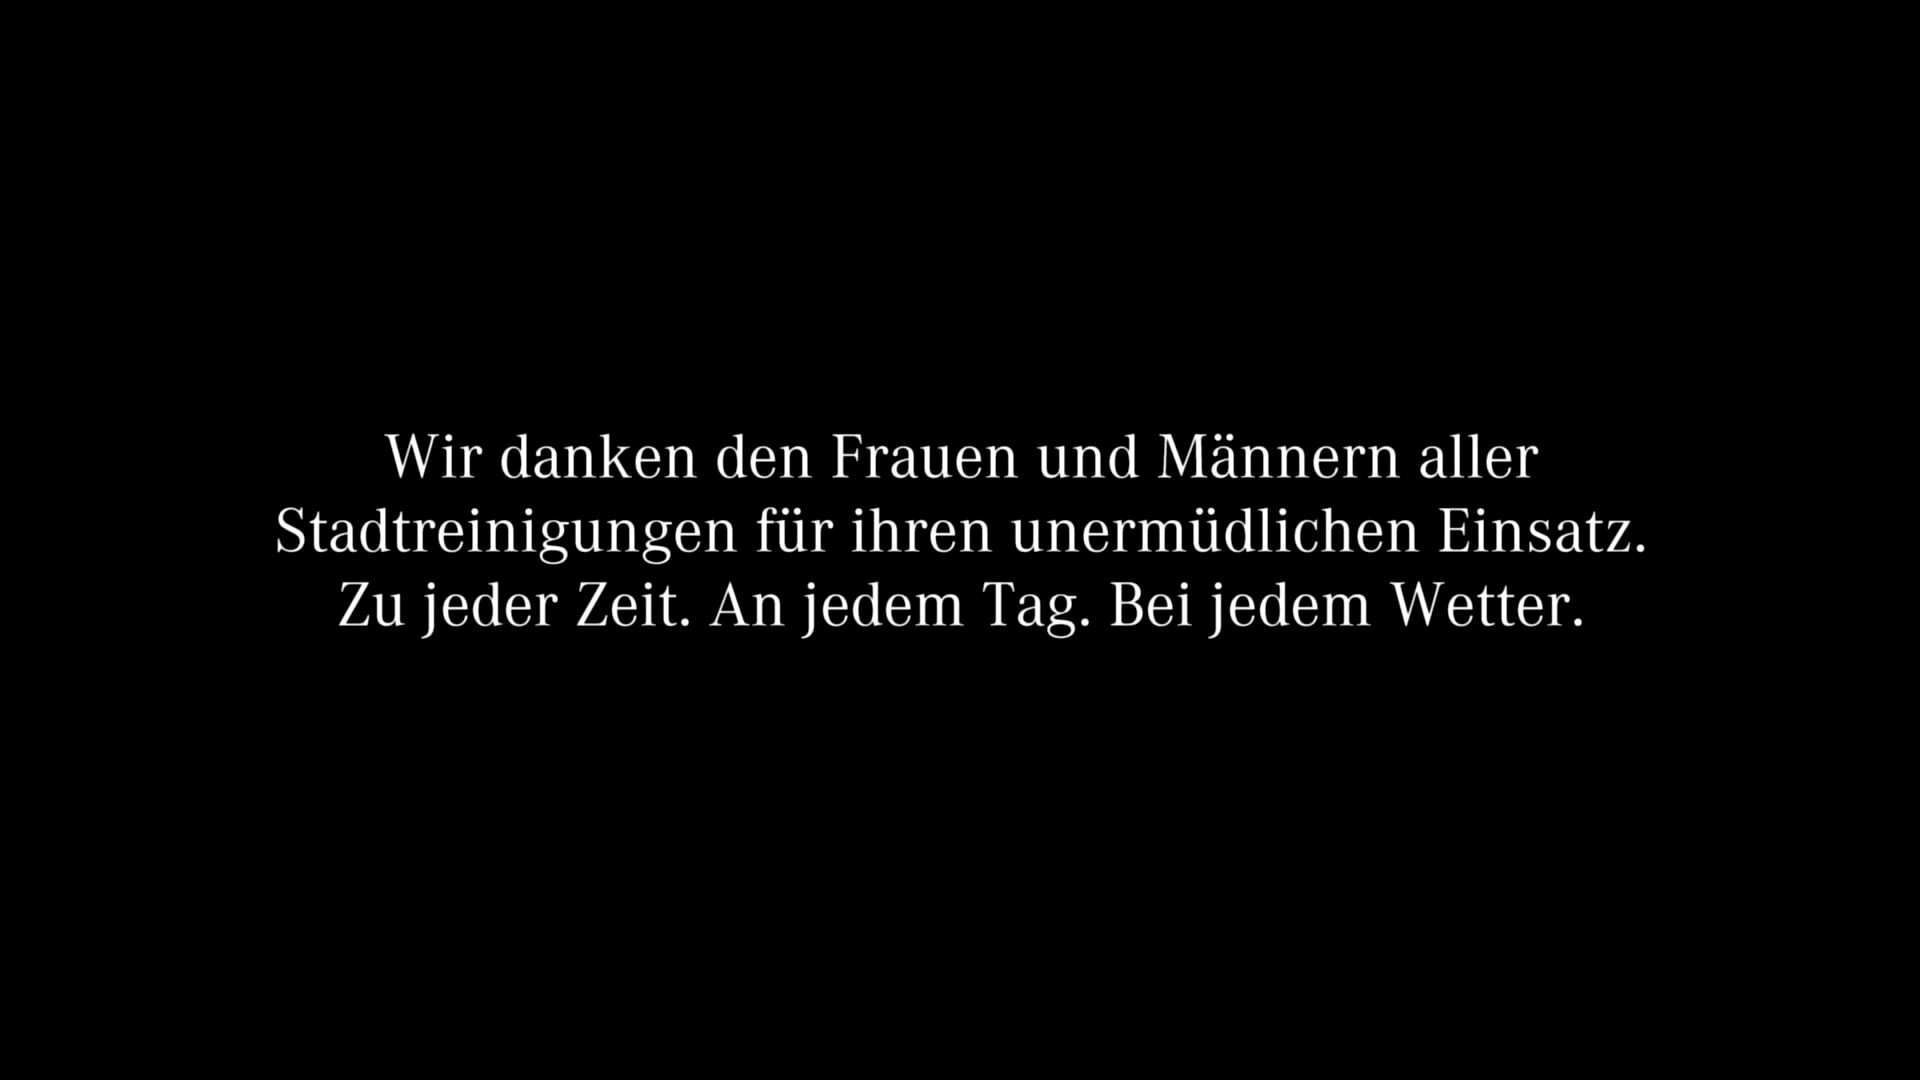 Wir danken den Frauen und Männern aller
Stadtreinigungen für ihren unermüdlichen Einsatz.
Zu jeder Zeit. An jedem Tag. Bei jedem Wetter.